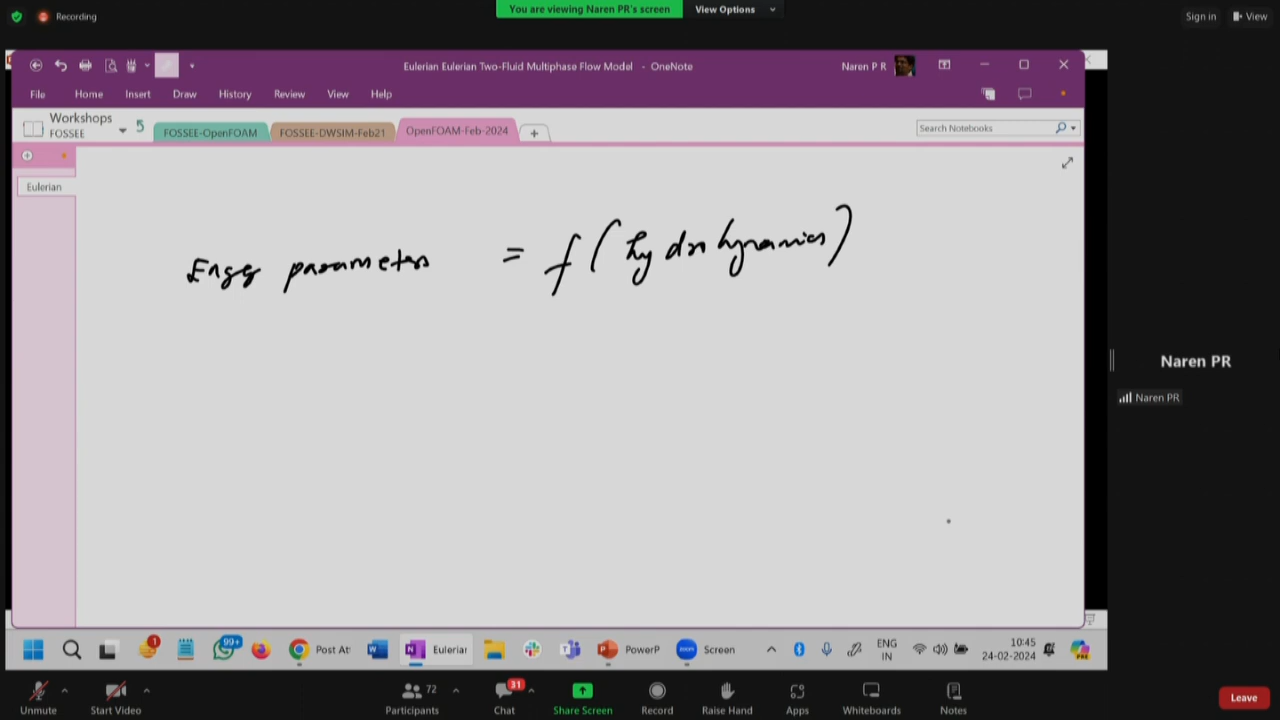 Recording
You are viewing Naren PR's screen
View Options
Sign in
View
Eulerian Eulerian Two-Fluid Multiphase Flow Model - OneNote
Naren P R
File Home Insert Draw History Review View Help
Workshops
FOSSEE
5
FOSSEE-OpenFOAM
FOSSEE-DWSIM-Feb21
OpenFOAM-Feb-2024
Search Notebooks
Eulerian
Engg parameters = f(hydrodynamics)
Naren PR
Naren PR
1
99+
Post At
Eulerian
PowerP
Screen
ENG
IN
10:45
24-02-2024
PRE
Unmute
Start Video
72
Participants
31
Chat
Share Screen
Record
Raise Hand
Apps
Whiteboards
Notes
Leave